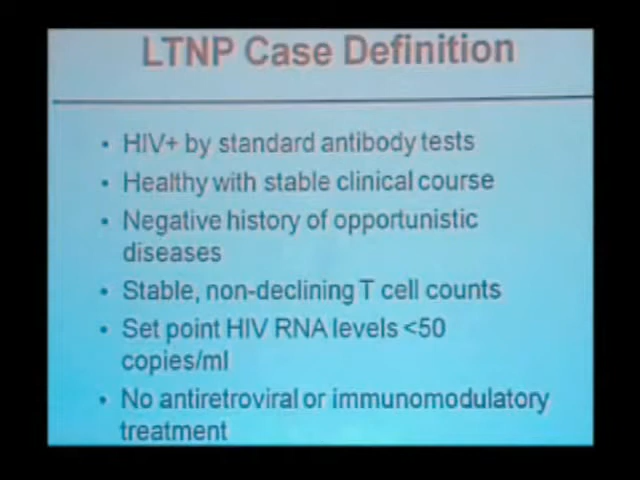 LTNP Case Definition
• HIV+ by standard antibody tests
• Healthy with stable clinical course
• Negative history of opportunistic
diseases
• Stable, non-declining T cell counts
• Set point HIV RNA levels <50
copies/ml
• No antiretroviral or immunomodulatory
treatment